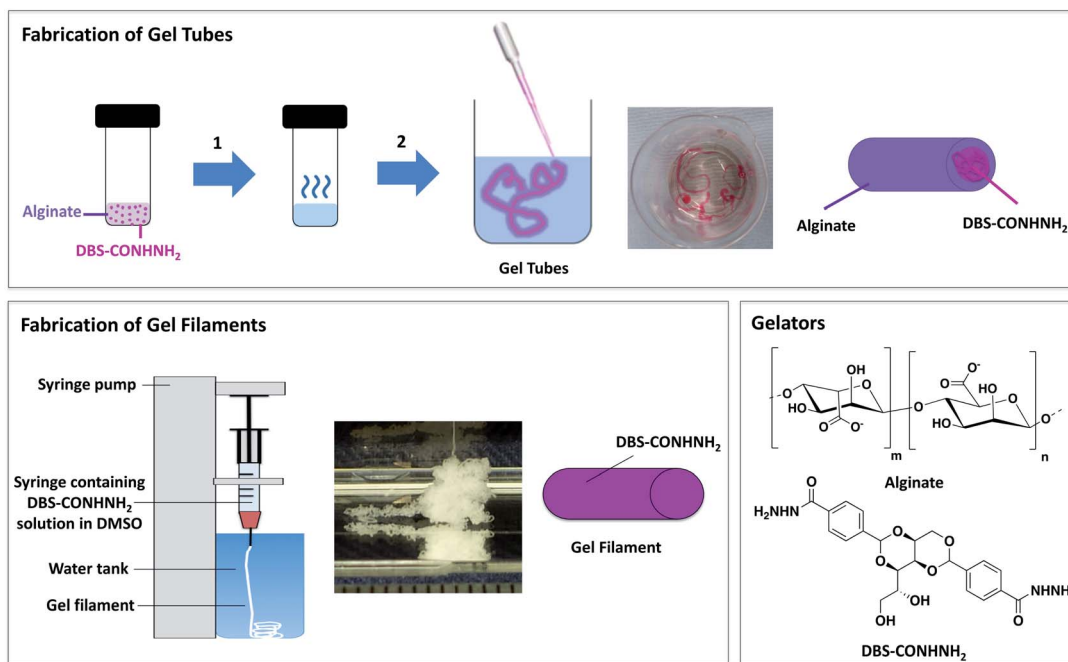 Fabrication of Gel Tubes
1
2
Alginate
DBS-CONHNH₂
Gel Tubes
Alginate
DBS-CONHNH₂
Fabrication of Gel Filaments
Syringe pump
Syringe containing
DBS-CONHNH₂
solution in DMSO
Water tank
Gel filament
DBS-CONHNH₂
Gel Filament
Gelators
O
OH
O⁻
O
HO
O
O⁻
O
O
HO
O
HO
O
O
m
n
Alginate
O
H₂NHN
O
O
O
O
OH
OH
NHNH
O
DBS-CONHNH₂